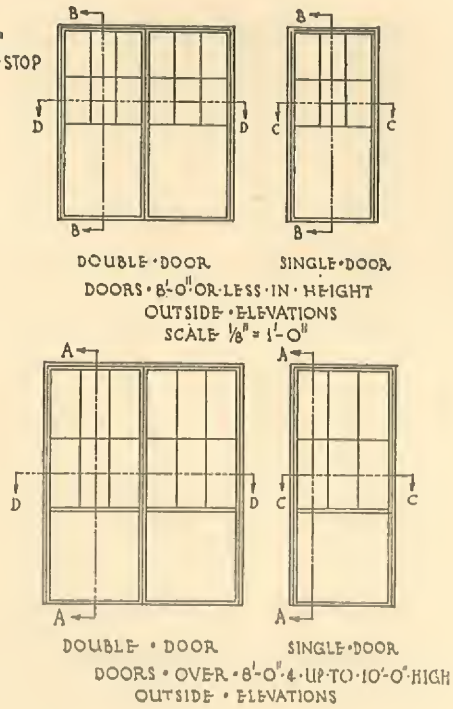 STOP
B B
D D C C
B B
DOUBLE·DOOR SINGLE·DOOR
DOORS·8'-0"·OR·LESS·IN·HEIGHT
OUTSIDE·ELEVATIONS
SCALE 1/8" = 1'-0"
A A
D D C C
A A
DOUBLE·DOOR SINGLE·DOOR
DOORS·OVER·8'-0"·&·UP·TO·10'-0"·HIGH
OUTSIDE·ELEVATIONS